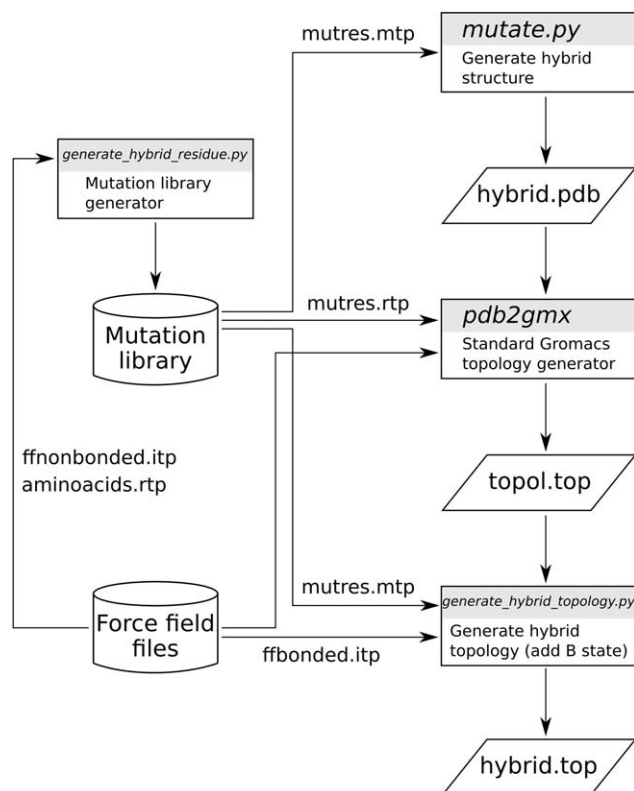 mutres.mtp
mutate.py
Generate hybrid
structure
generate_hybrid_residue.py
Mutation library
generator
hybrid.pdb
mutres.rtp
pdb2gmx
Mutation
library
Standard Gromacs
topology generator
ffnonbonded.itp
aminoacids.rtp
topol.top
mutres.mtp
generate_hybrid_topology.py
Force field
files
Generate hybrid
topology (add B state)
ffbonded.itp
hybrid.top